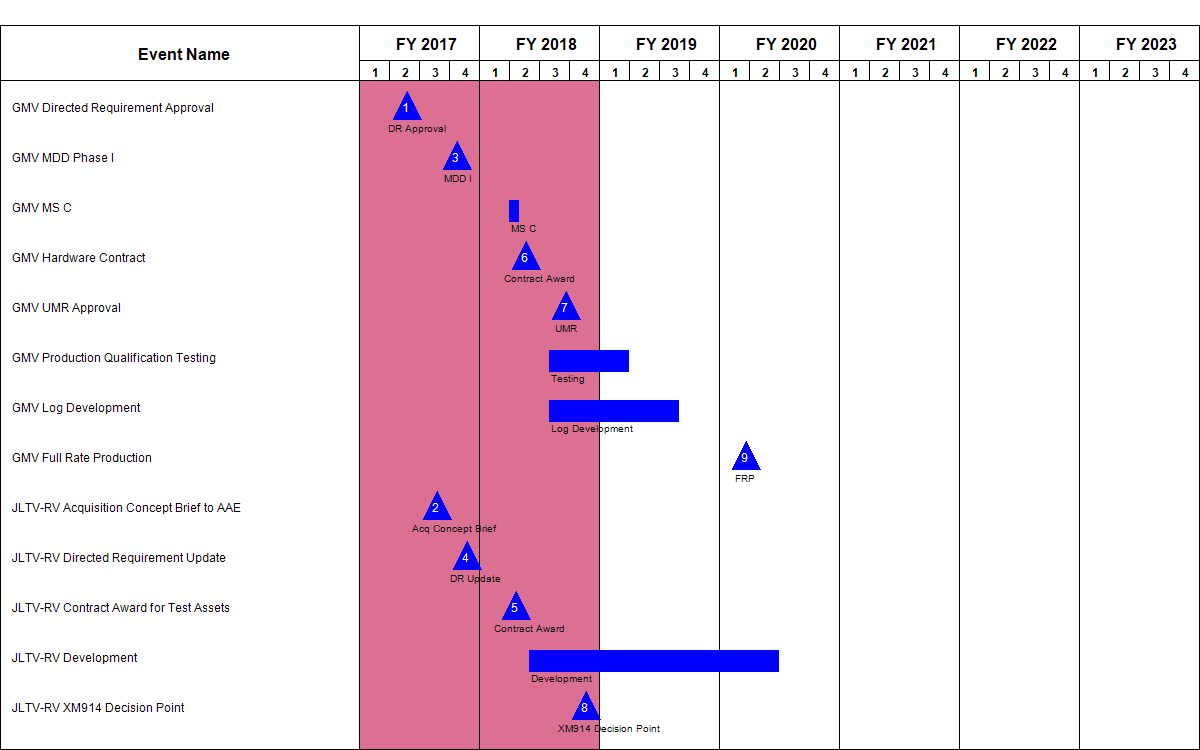 Event Name
FY 2017 FY 2018 FY 2019 FY 2020 FY 2021 FY 2022 FY 2023
1 2 3 4 1 2 3 4 1 2 3 4 1 2 3 4 1 2 3 4 1 2 3 4 1 2 3 4
GMV Directed Requirement Approval 1
DR Approval
GMV MDD Phase I 3
MDD I
GMV MS C
MS C
GMV Hardware Contract 6
Contract Award
GMV UMR Approval 7
UMR
GMV Production Qualification Testing
Testing
GMV Log Development
Log Development
GMV Full Rate Production 9
FRP
JLTV-RV Acquisition Concept Brief to AAE 2
Acq Concept Brief
JLTV-RV Directed Requirement Update 4
DR Update
JLTV-RV Contract Award for Test Assets 5
Contract Award
JLTV-RV Development
Development
JLTV-RV XM914 Decision Point 8
XM914 Decision Point